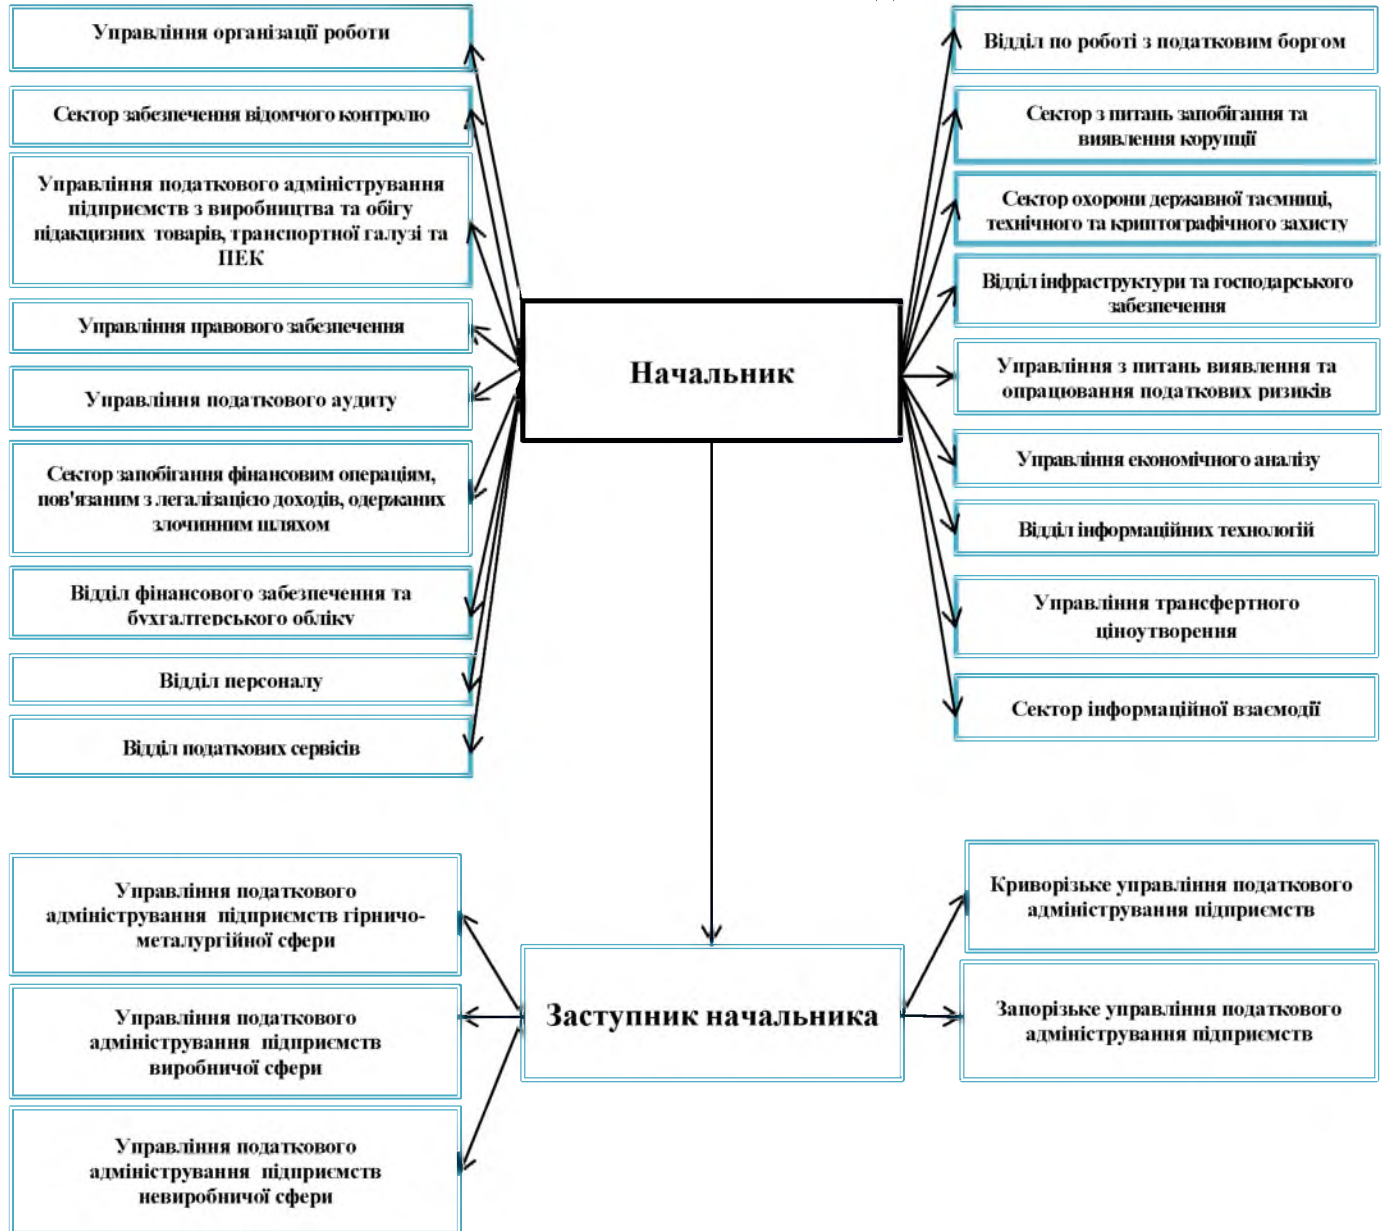 Управління організації роботи
Сектор забезпечення відомчого контролю
Управління податкового адміністрування
підприємств з виробництва та обігу
підакцизних товарів, транспортної галузі та
ПЕК
Управління правового забезпечення
Управління податкового аудиту
Сектор запобігання фінансовим операціям,
пов'язаним з легалізацією доходів, одержаних
злочинним шляхом
Відділ фінансового забезпечення та
бухгалтерського обліку
Відділ персоналу
Відділ податкових сервісів
Начальник
Відділ по роботі з податковим боргом
Сектор з питань запобігання та
виявлення корупції
Сектор охорони державної таємниці,
технічного та криптографічного захисту
Відділ інфраструктури та господарського
забезпечення
Управління з питань виявлення та
опрацювання податкових ризиків
Управління економічного аналізу
Відділ інформаційних технологій
Управління трансфертного
ціноутворення
Сектор інформаційної взаємодії
Управління податкового
адміністрування підприємств гірничо-
металургійної сфери
Управління податкового
адміністрування підприємств
виробничої сфери
Управління податкового
адміністрування підприємств
невиробничої сфери
Заступник начальника
Криворізьке управління податкового
адміністрування підприємств
Запорізьке управління податкового
адміністрування підприємств